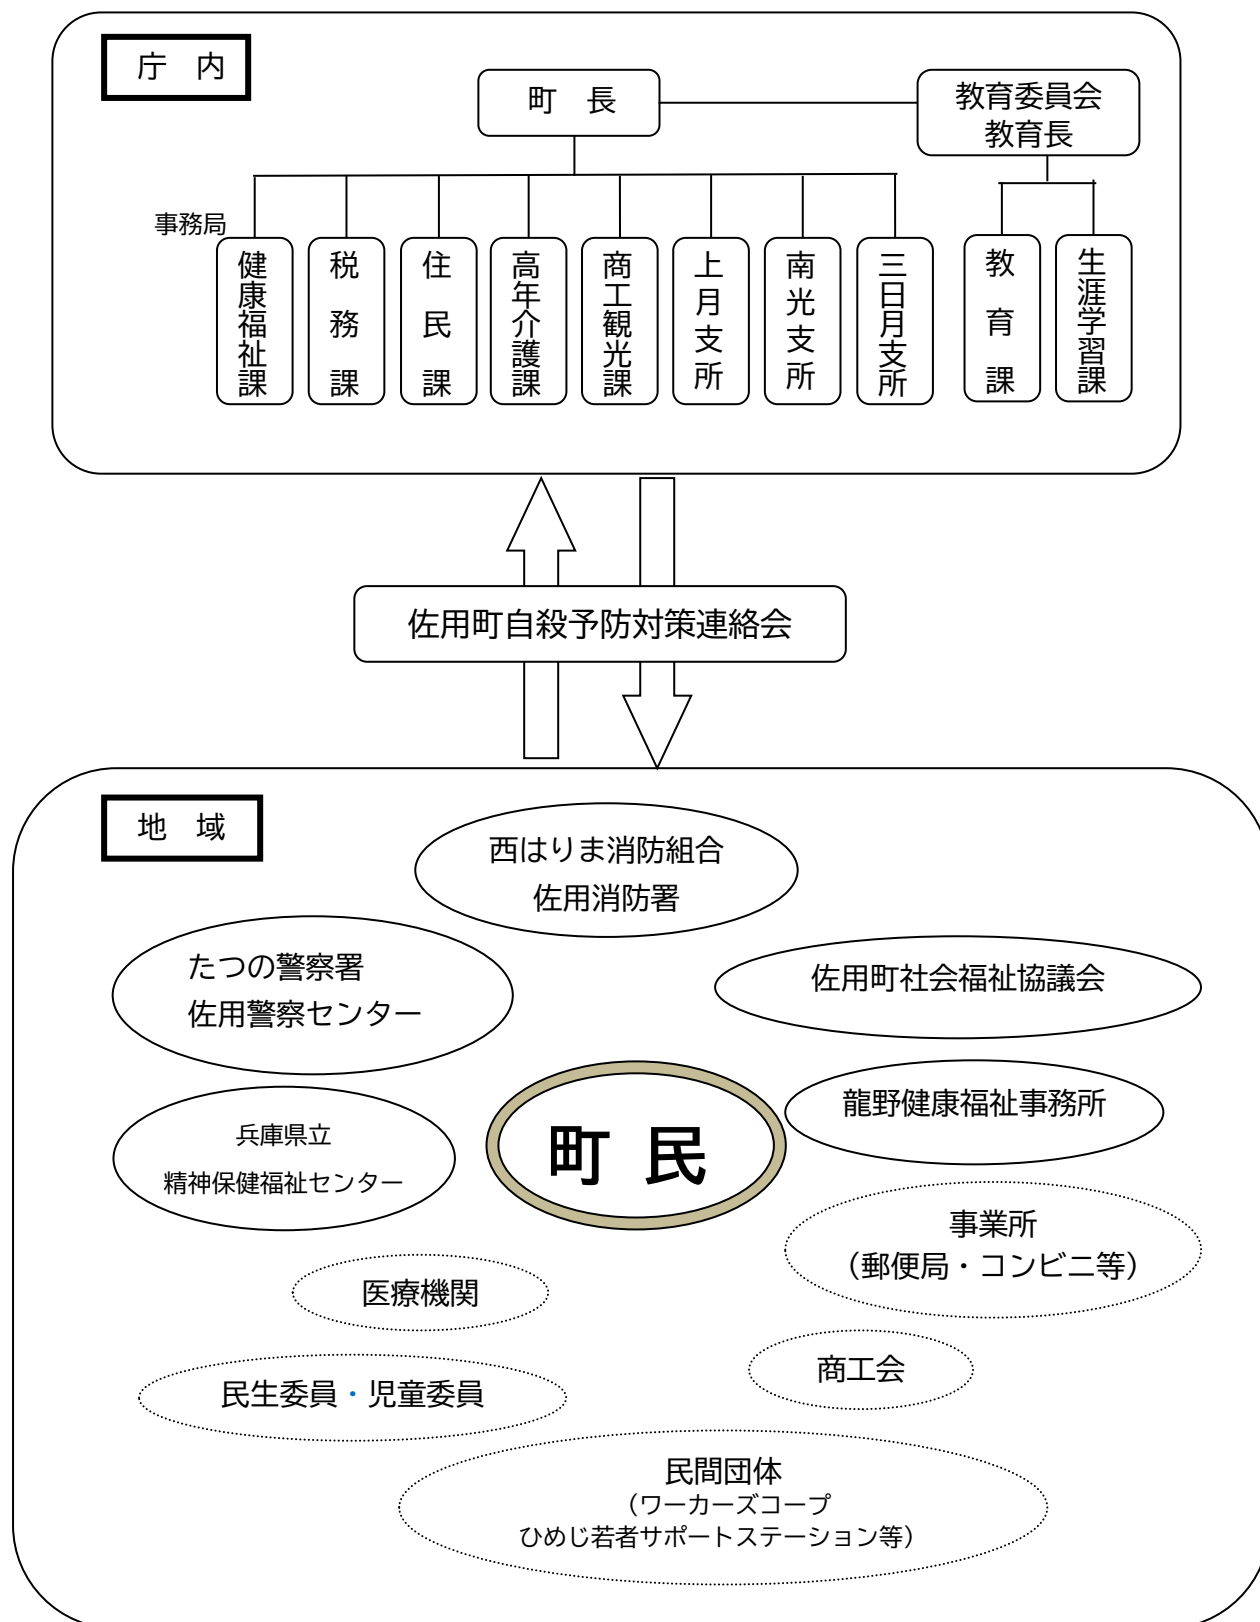 庁　内
町　長
教育委員会
教育長
事務局
健康福祉課
税務課
住民課
高年介護課
商工観光課
上月支所
南光支所
三日月支所
教育課
生涯学習課
佐用町自殺予防対策連絡会
地　域
西はりま消防組合
佐用消防署
たつの警察署
佐用警察センター
佐用町社会福祉協議会
龍野健康福祉事務所
兵庫県立
精神保健福祉センター
町　民
事業所
（郵便局・コンビニ等）
医療機関
商工会
民生委員・児童委員
民間団体
（ワーカーズコープ
ひめじ若者サポートステーション等）